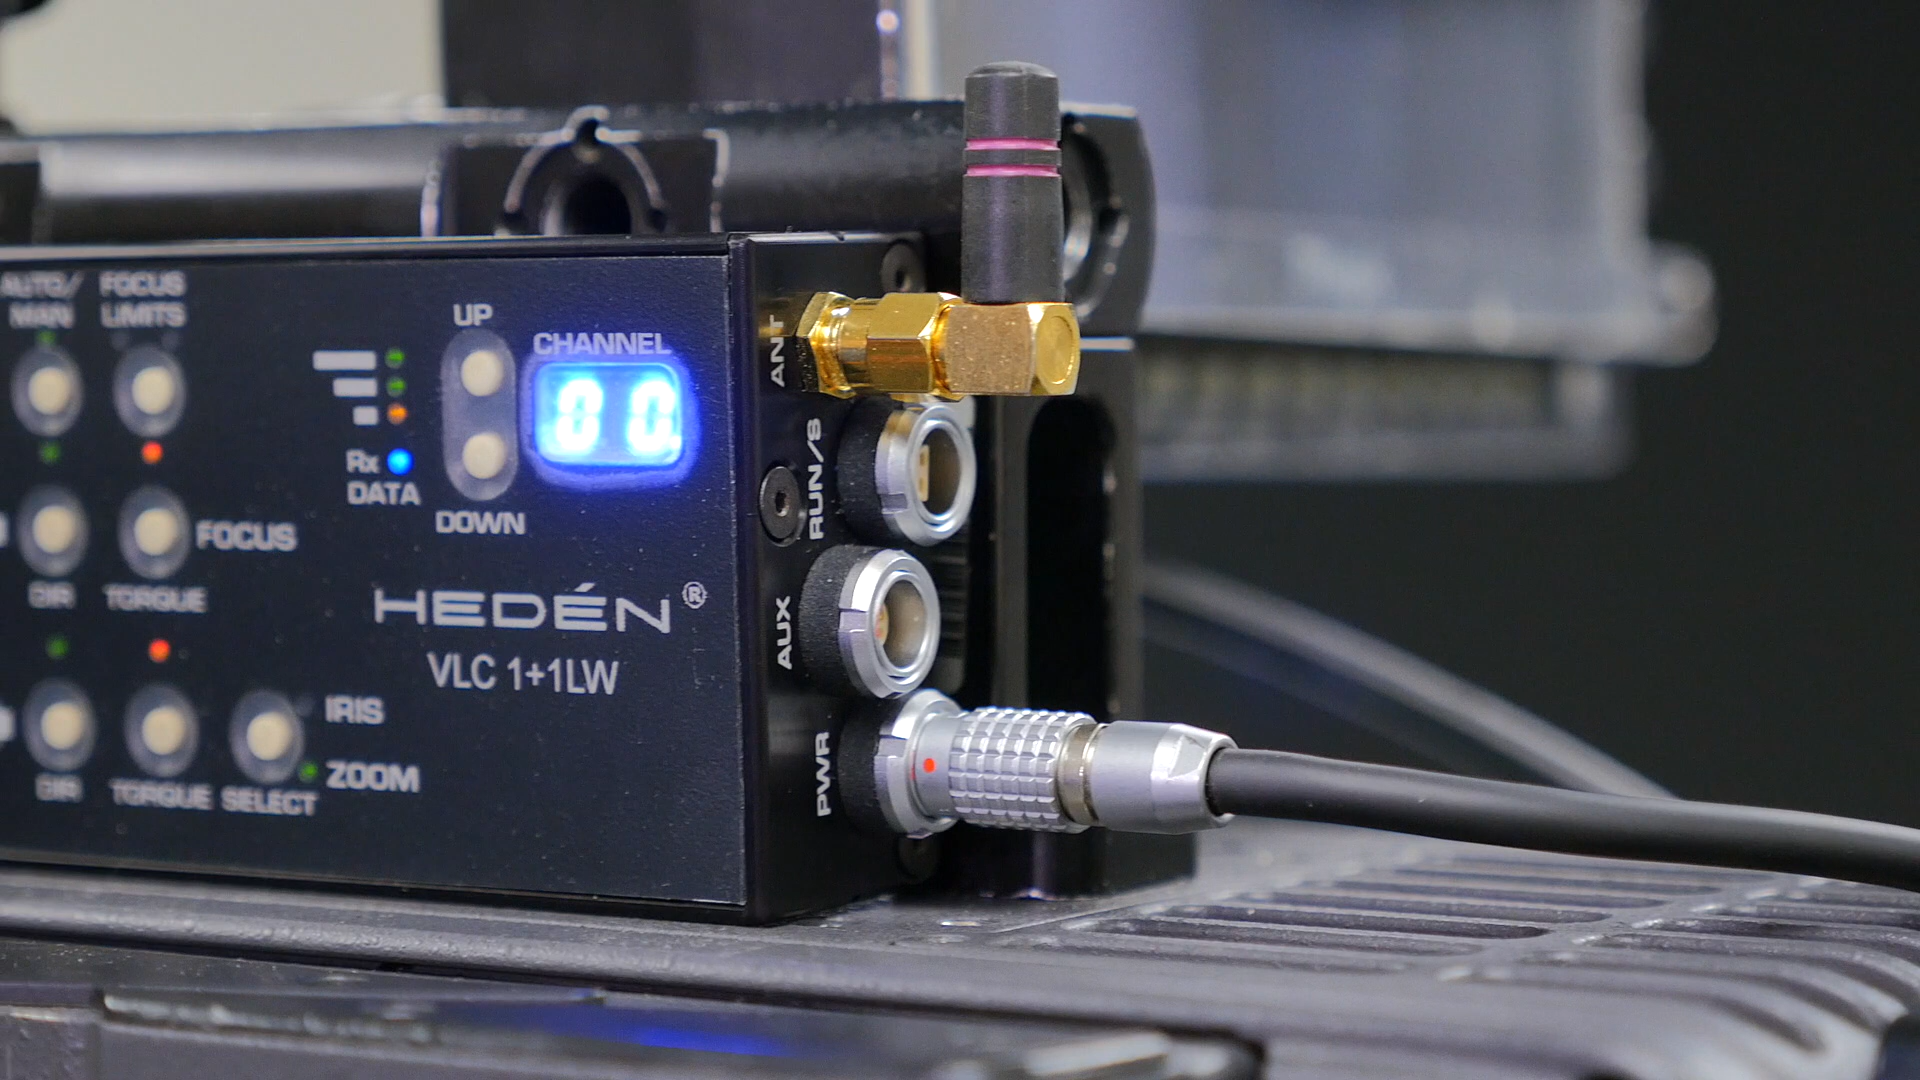 AUTO/
MAN
FOCUS
LIMITS
UP
CHANNEL
00
Rx
DATA
DOWN
FOCUS
DIR
TORQUE
HEDÉN®
VLC 1+1LW
IRIS
ZOOM
DIR
TORQUE
SELECT
ANT
RUN/S
AUX
PWR